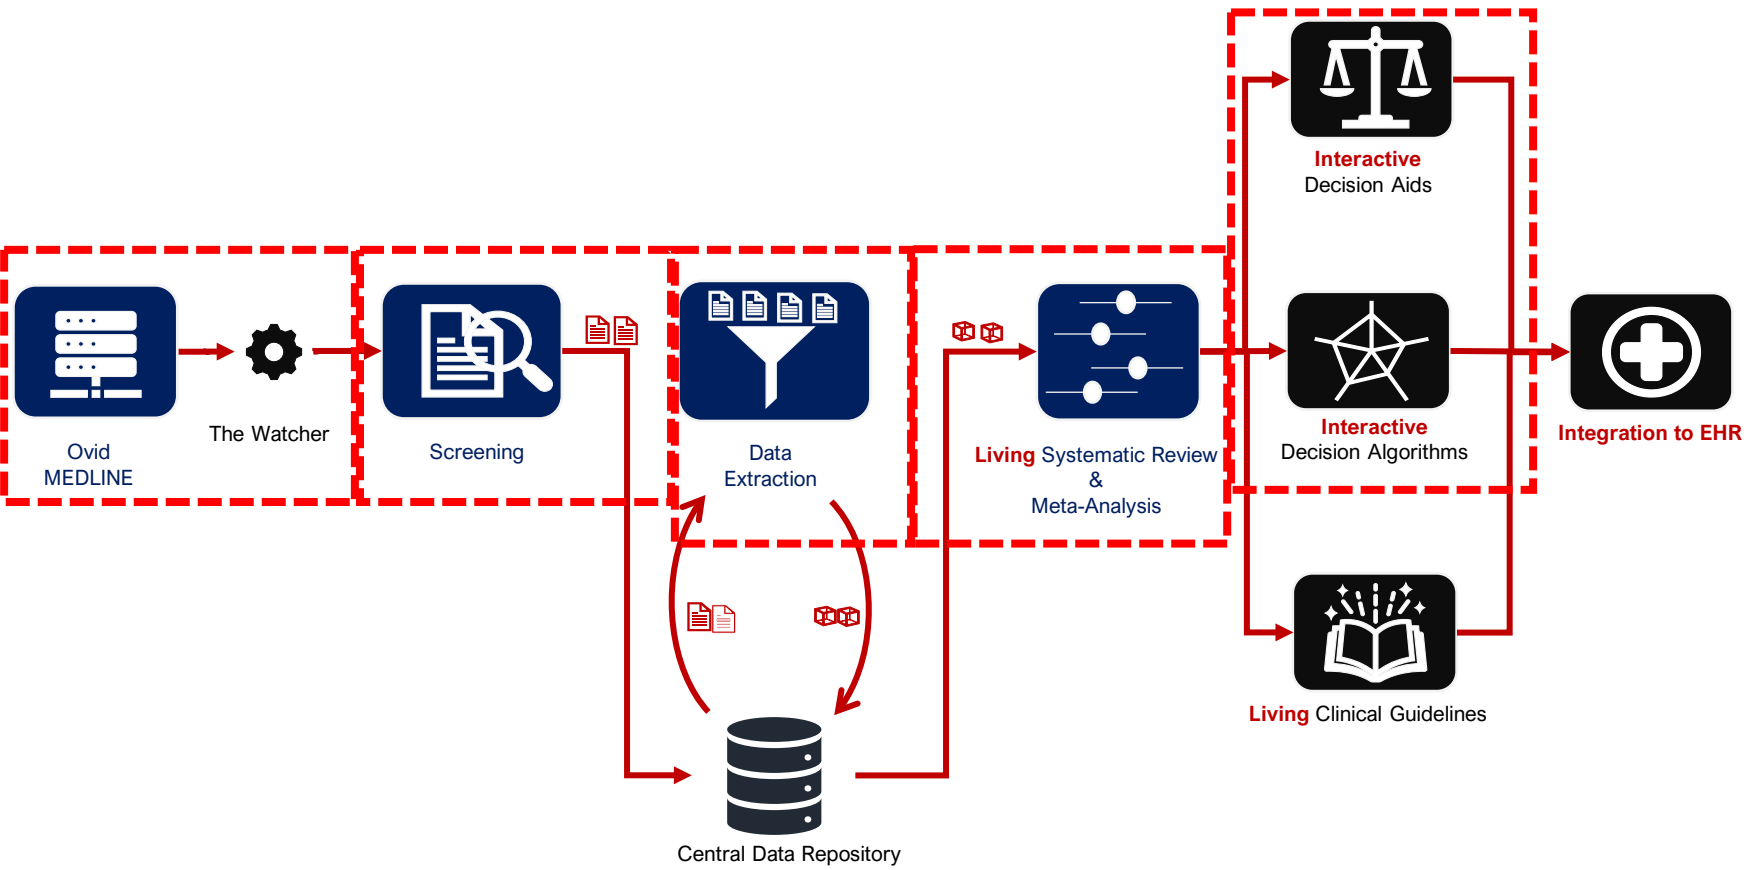 Interactive
Decision Aids
Ovid
MEDLINE
The Watcher
Screening
Data
Extraction
Living Systematic Review
&
Meta-Analysis
Interactive
Decision Algorithms
Integration to EHR
Living Clinical Guidelines
Central Data Repository